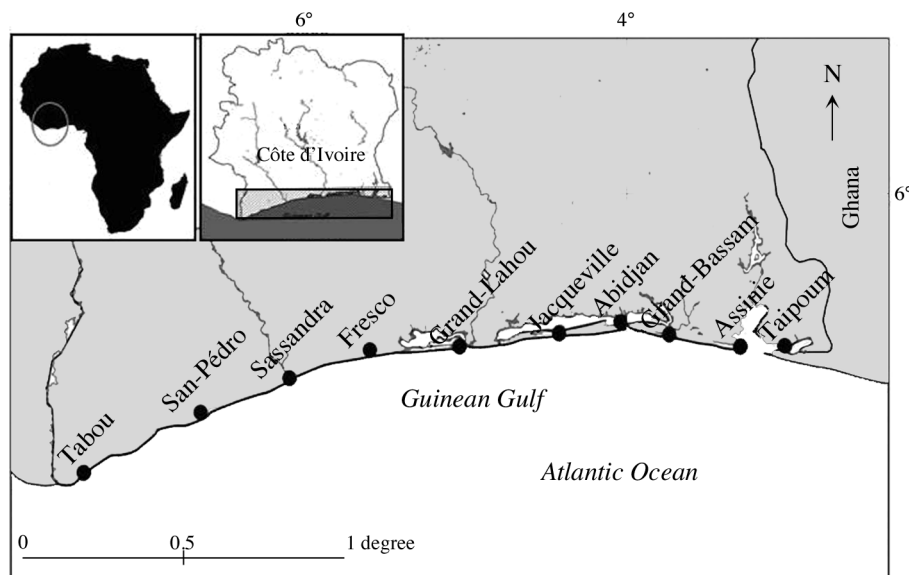 6°
4°
N
Côte d'Ivoire
Ghana
6°
Tabou
San-Pédro
Sassandra
Fresco
Grand-Lahou
Jacqueville
Abidjan
Grand-Bassam
Assinie
Taipoum
Guinean Gulf
Atlantic Ocean
0
0.5
1 degree